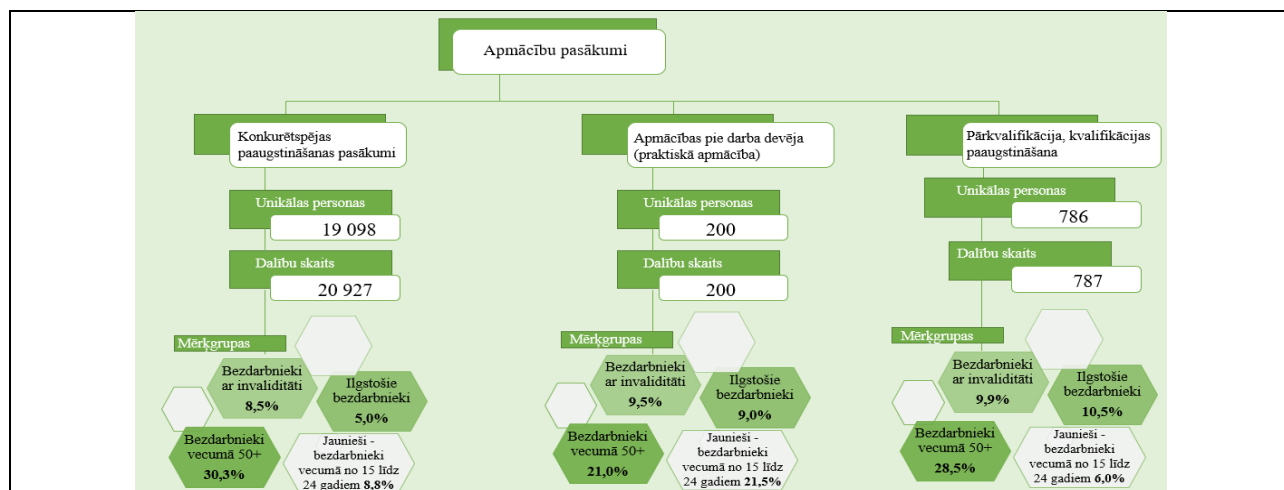 Apmācību pasākumi
Konkurētspējas
paaugstināšanas pasākumi
Unikālas personas
19 098
Dalību skaits
20 927
Mērķgrupas
Bezdarbnieki
ar invaliditāti
8,5%
Ilgstošie
bezdarbnieki
5,0%
Bezdarbnieki
vecumā 50+
30,3%
Jaunieši -
bezdarbnieki
vecumā no 15 līdz
24 gadiem 8,8%
Apmācības pie darba devēja
(praktiskā apmācība)
Unikālas personas
200
Dalību skaits
200
Mērķgrupas
Bezdarbnieki
ar invaliditāti
9,5%
Ilgstošie
bezdarbnieki
9,0%
Bezdarbnieki
vecumā 50+
21,0%
Jaunieši -
bezdarbnieki
vecumā no 15 līdz
24 gadiem 21,5%
Pārkvalifikācija, kvalifikācijas
paaugstināšana
Unikālas personas
786
Dalību skaits
787
Mērķgrupas
Bezdarbnieki
ar invaliditāti
9,9%
Ilgstošie
bezdarbnieki
10,5%
Bezdarbnieki
vecumā 50+
28,5%
Jaunieši -
bezdarbnieki
vecumā no 15 līdz
24 gadiem 6,0%